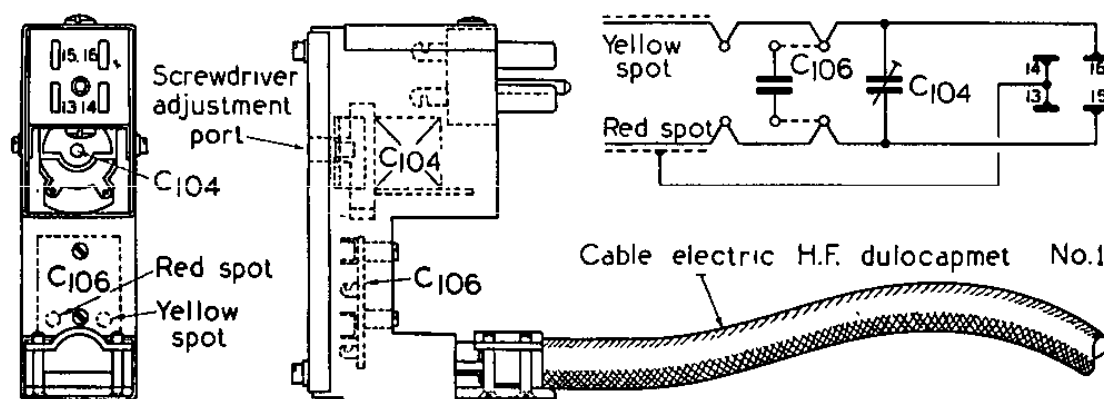 15 16
13 14
C104
C106
Red spot
Yellow
spot
Screwdriver
adjustment
port
C104
C106
Yellow
spot
C106
C104
14
13
16
15
Red spot
Cable electric H.F. dulocapmet No.1